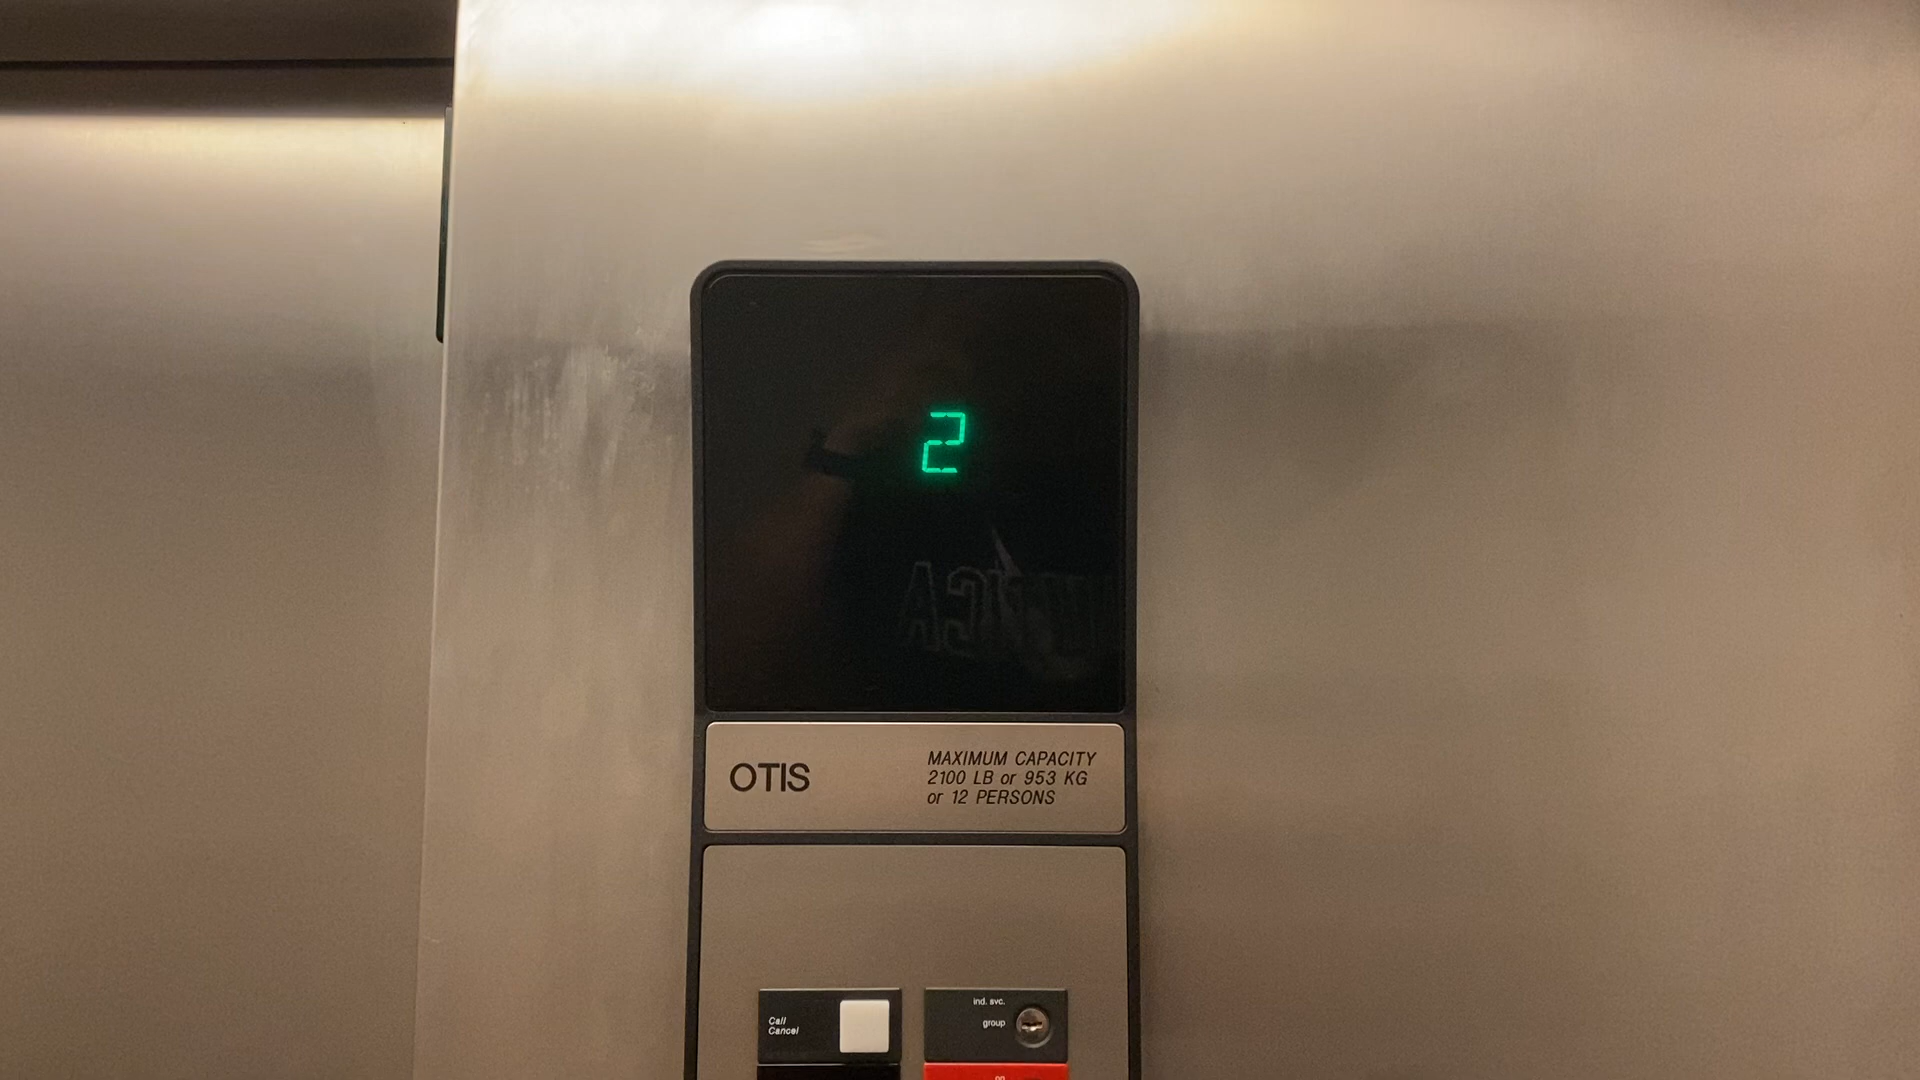 2
OTIS
MAXIMUM CAPACITY
2100 LB or 953 KG
or 12 PERSONS
Call
Cancel
ind. svc.
group
on